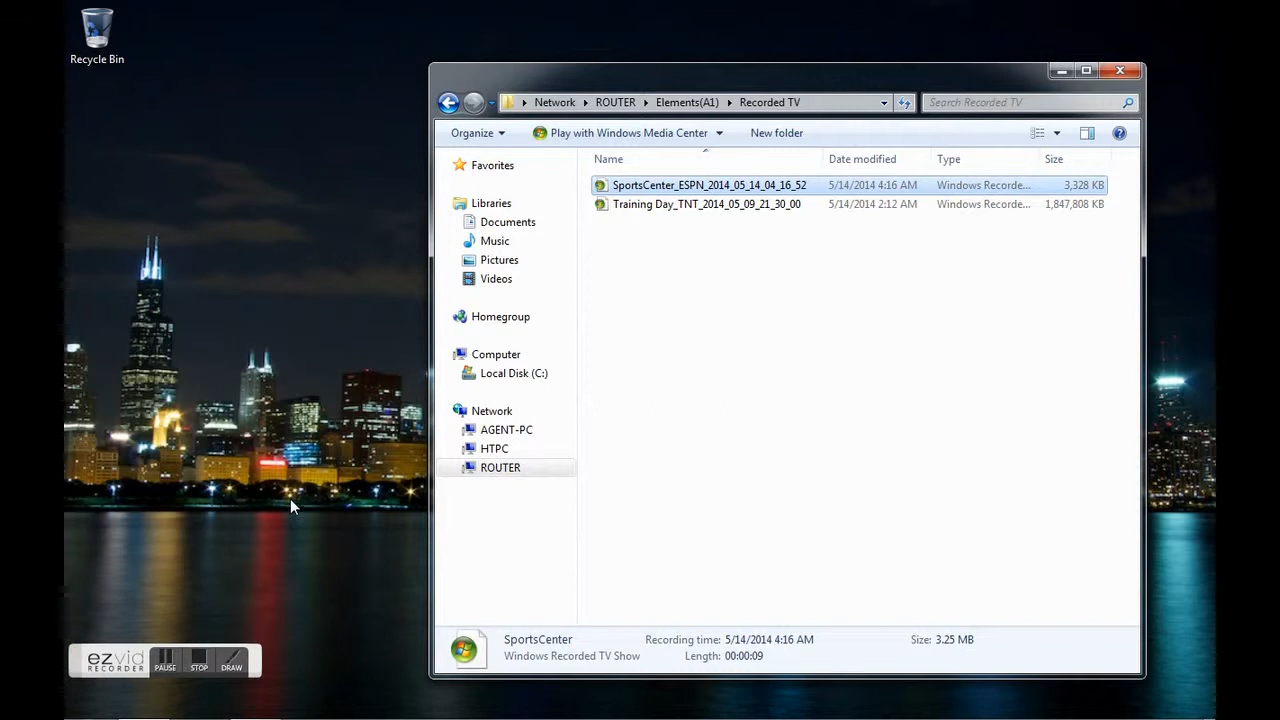 Recycle Bin
Network ROUTER Elements(A1) Recorded TV
Search Recorded TV
Organize Play with Windows Media Center New folder
Name Date modified Type Size
Favorites
SportsCenter_ESPN_2014_05_14_04_16_52 5/14/2014 4:16 AM Windows Recorde... 3,328 KB
Training Day_TNT_2014_05_09_21_30_00 5/14/2014 2:12 AM Windows Recorde... 1,847,808 KB
Libraries
Documents
Music
Pictures
Videos
Homegroup
Computer
Local Disk (C:)
Network
AGENT-PC
HTPC
ROUTER
SportsCenter Recording time: 5/14/2014 4:16 AM Size: 3.25 MB
Windows Recorded TV Show Length: 00:00:09
ezvid
RECORDER PAUSE STOP DRAW